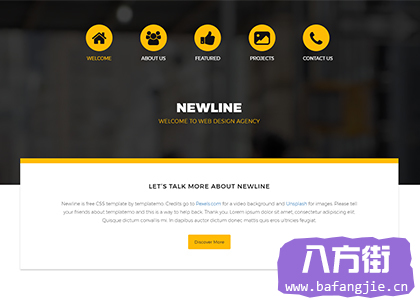 WELCOME
ABOUT US
FEATURED
PROJECTS
CONTACT US
NEWLINE
WELCOME TO WEB DESIGN AGENCY
LET'S TALK MORE ABOUT NEWLINE
Newline is free CSS template by templatemo. Credits go to Pexels.com for a video background and Unsplash for images. Please tell
your friends about templatemo and this is a way to help back. Thank you. Lorem ipsum dolor sit amet, consectetur adipiscing elit.
Quisque dictum convallis mi. In dapibus auctor dictum donec mattis quis eros ultricies feugiat.
Discover More
八方街
www.bafangjie.cn